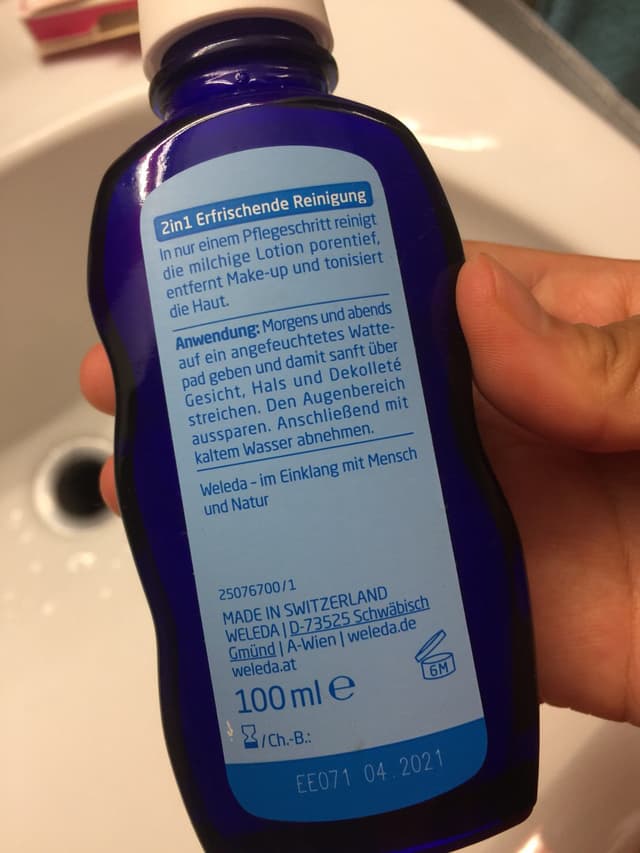 2in1 Erfrischende Reinigung
In nur einem Pflegeschritt reinigt
die milchige Lotion porentief,
entfernt Make-up und tonisiert
die Haut.
Anwendung: Morgens und abends
auf ein angefeuchtetes Watte-
pad geben und damit sanft über
Gesicht, Hals und Dekolleté
streichen. Den Augenbereich
aussparen. Anschließend mit
kaltem Wasser abnehmen.
Weleda – im Einklang mit Mensch
und Natur
25076700/1
MADE IN SWITZERLAND
WELEDA | D-73525 Schwäbisch
Gmünd | A-Wien | weleda.de
weleda.at
6M
100 ml e
/Ch.-B.:
EE071 04.2021